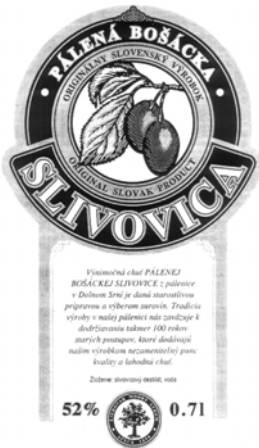 PÁLENÁ BOŠÁCKA
ORIGINÁLNY SLOVENSKÝ VÝROBOK
ORIGINAL SLOVAK PRODUCT
SLIVOVICA
Výnimočná chuť PÁLENEJ
BOŠÁCKEJ SLIVOVICE z pálenice
v Dolnom Srní je daná starostlivou
prípravou a výberom surovín. Tradícia
výroby v našej pálenici nás zaväzuje k
dodržiavaniu takmer 100 rokov
starých postupov, ktoré dodávajú
našim výrobkom nezameniteľný punc
kvality a lahodnú chuť.
Zloženie: slivovicový destilát, voda
52% 0.7l